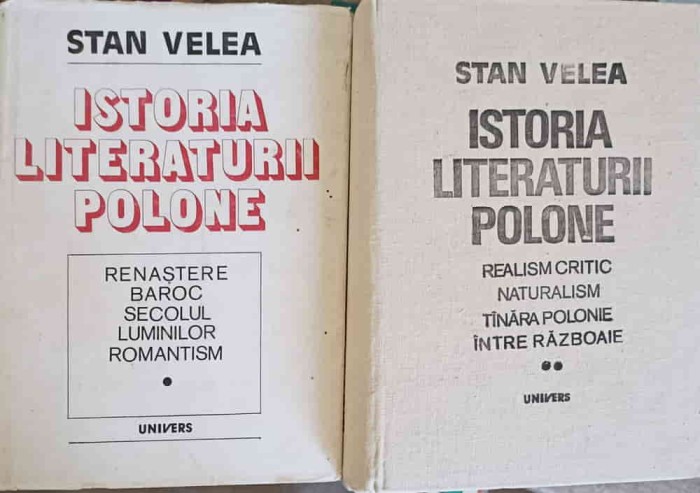 STAN VELEA
ISTORIA
LITERATURII
POLONE
RENAȘTERE
BAROC
SECOLUL
LUMINILOR
ROMANTISM
UNIVERS
STAN VELEA
ISTORIA
LITERATURII
POLONE
REALISM CRITIC
NATURALISM
TÎNĂRA POLONIE
ÎNTRE RĂZBOAIE
UNIVERS